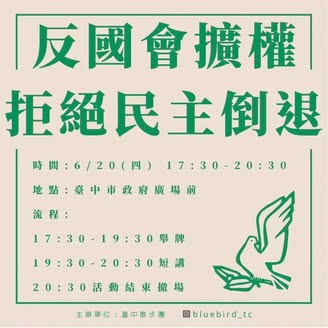 反國會擴權
拒絕民主倒退
時間:6/20(四) 17:30-20:30
地點:臺中市政府廣場前
流程:
17:30-19:30舉牌
19:30-20:30短講
20:30活動結束撤場
主辦單位:臺中散步團 bluebird_tc